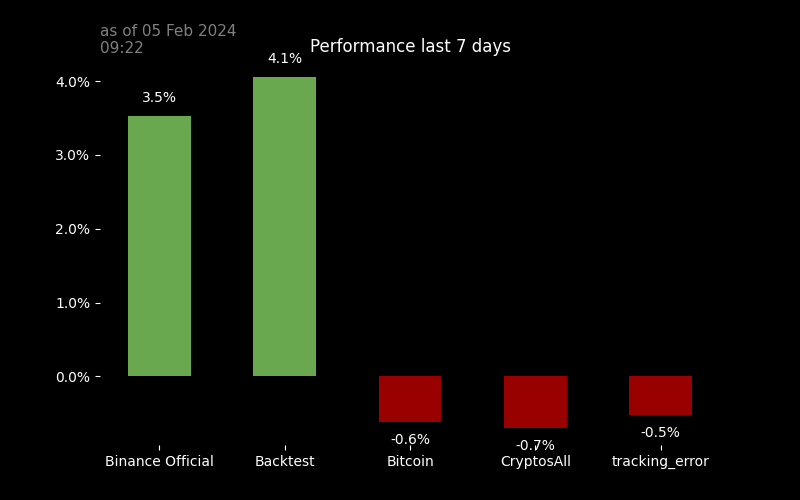 as of 05 Feb 2024
09:22
Performance last 7 days
4.1%
4.0%
3.5%
3.0%
2.0%
1.0%
0.0%
-0.6%
-0.7%
-0.5%
Binance Official
Backtest
Bitcoin
CryptosAll
tracking_error